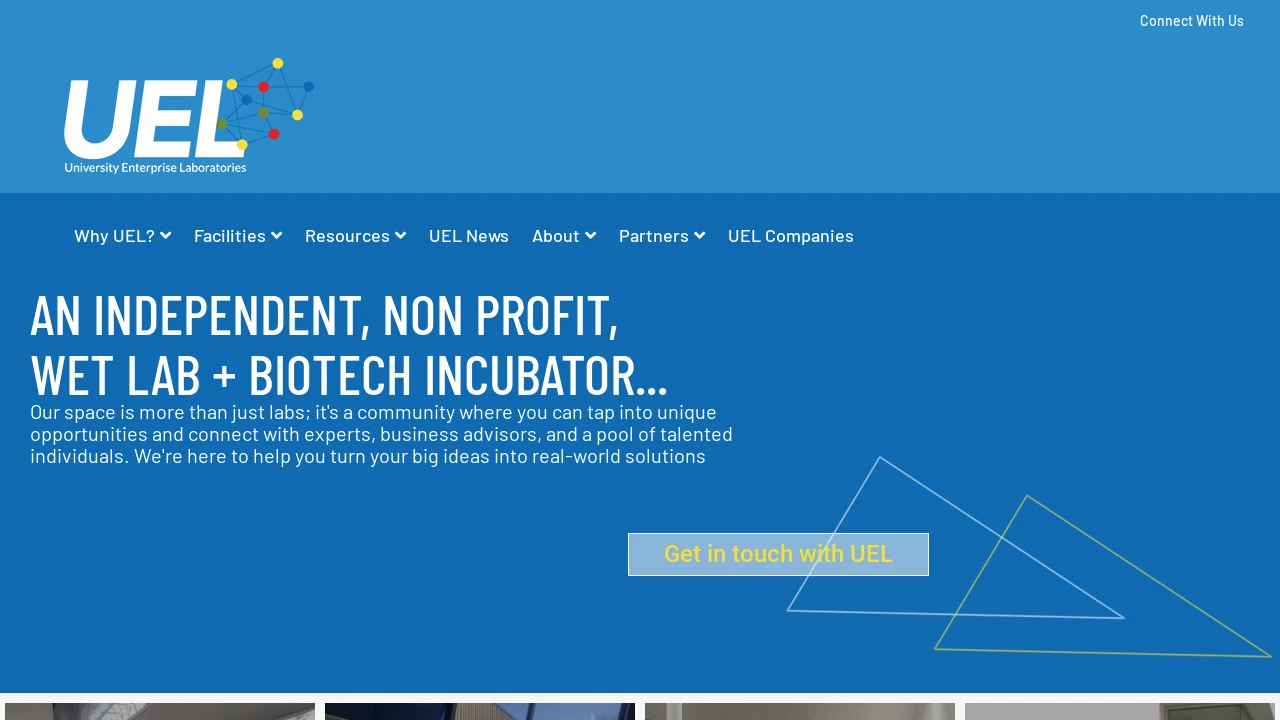 Connect With Us
UEL
University Enterprise Laboratories
Why UEL? Facilities Resources UEL News About Partners UEL Companies
AN INDEPENDENT, NON PROFIT,
WET LAB + BIOTECH INCUBATOR...
Our space is more than just labs; it's a community where you can tap into unique
opportunities and connect with experts, business advisors, and a pool of talented
individuals. We're here to help you turn your big ideas into real-world solutions
Get in touch with UEL